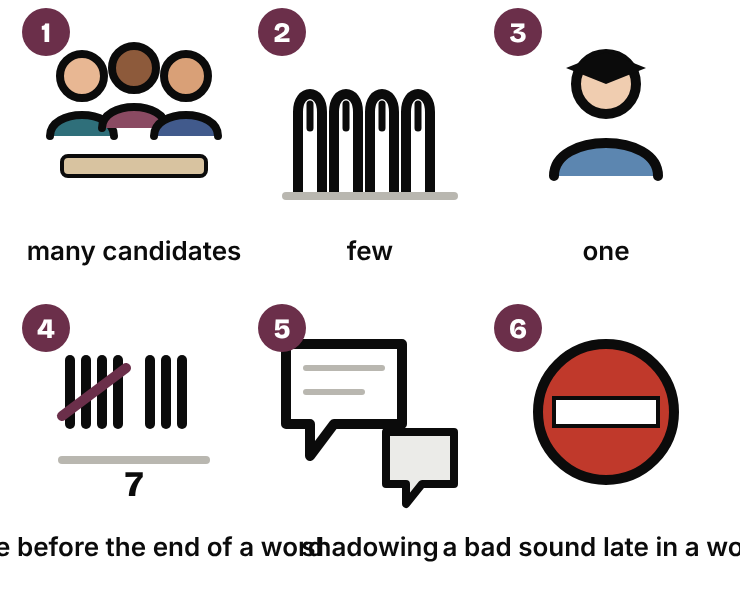 1
2
3
many candidates
few
one
4
5
6
7
before the end of a word
shadowing
a bad sound late in a